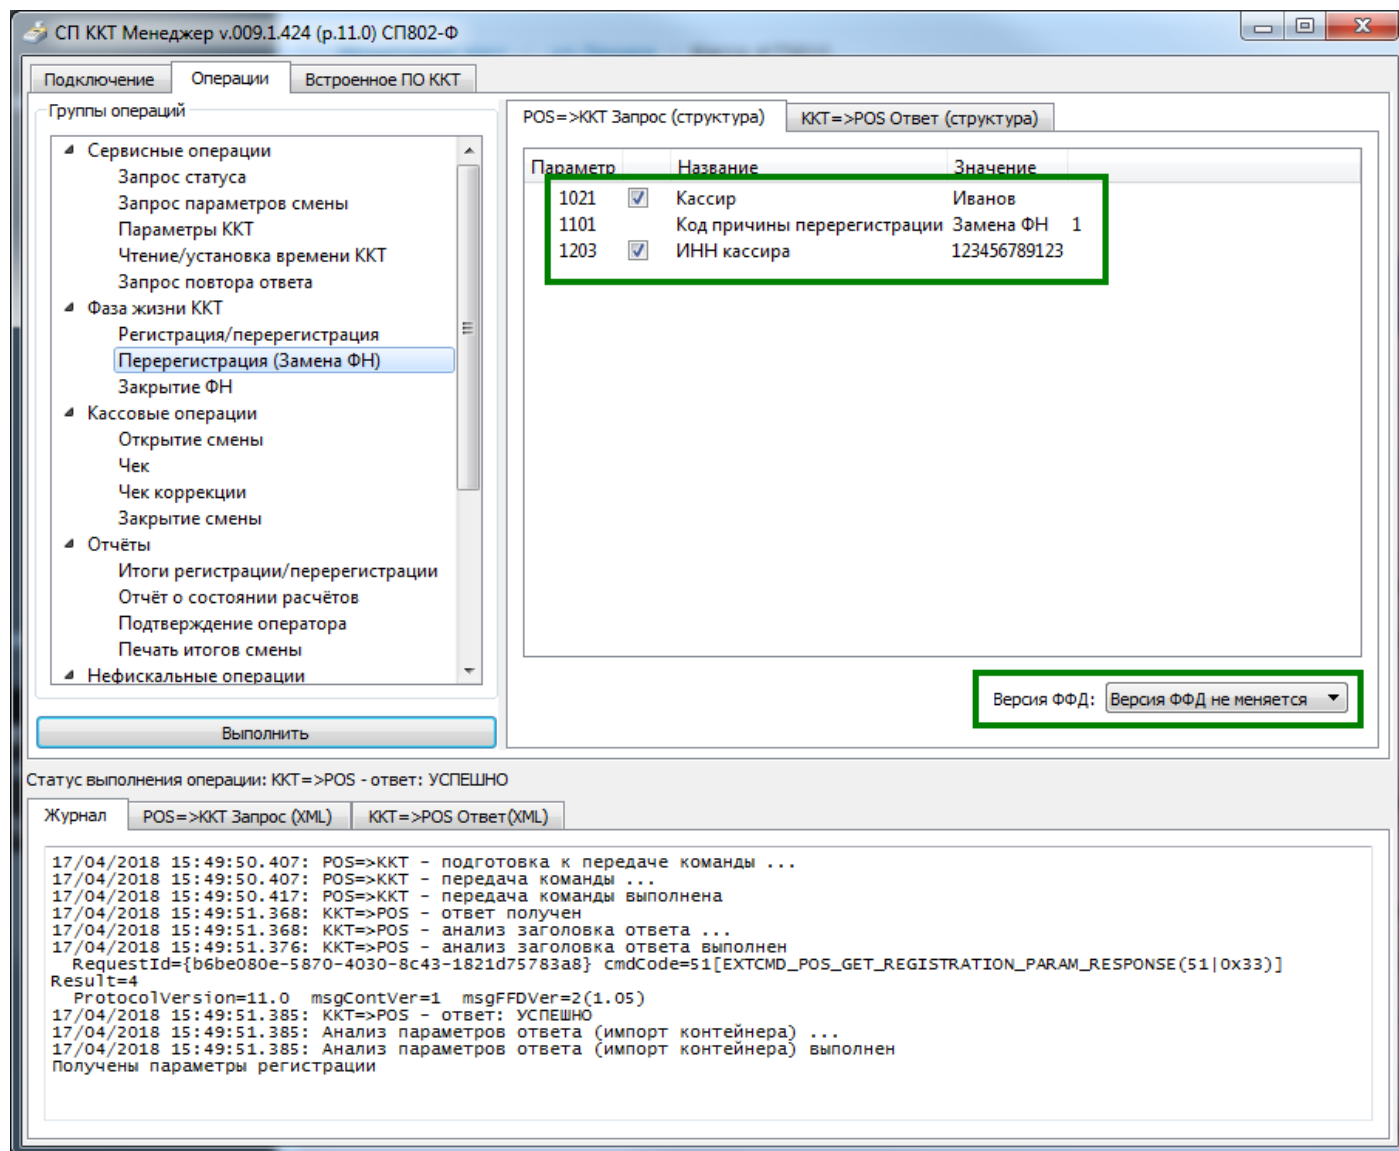 СП ККТ Менеджер v.009.1.424 (p.11.0) СП802-Ф
Подключение Операции Встроенное ПО ККТ
Группы операций
Сервисные операции
Запрос статуса
Запрос параметров смены
Параметры ККТ
Чтение/установка времени ККТ
Запрос повтора ответа
Фаза жизни ККТ
Регистрация/перерегистрация
Перерегистрация (Замена ФН)
Закрытие ФН
Кассовые операции
Открытие смены
Чек
Чек коррекции
Закрытие смены
Отчёты
Итоги регистрации/перерегистрации
Отчёт о состоянии расчётов
Подтверждение оператора
Печать итогов смены
Нефискальные операции
Выполнить
POS=>ККТ Запрос (структура) ККТ=>POS Ответ (структура)
Параметр Название Значение
1021 Кассир Иванов
1101 Код причины перерегистрации Замена ФН 1
1203 ИНН кассира 123456789123
Версия ФФД: Версия ФФД не меняется
Статус выполнения операции: ККТ=>POS - ответ: УСПЕШНО
Журнал POS=>ККТ Запрос (XML) ККТ=>POS Ответ(XML)
17/04/2018 15:49:50.407: POS=>ККТ - подготовка к передаче команды ...
17/04/2018 15:49:50.407: POS=>ККТ - передача команды ...
17/04/2018 15:49:50.417: POS=>ККТ - передача команды выполнена
17/04/2018 15:49:51.368: ККТ=>POS - ответ получен
17/04/2018 15:49:51.368: ККТ=>POS - анализ заголовка ответа ...
17/04/2018 15:49:51.376: ККТ=>POS - анализ заголовка ответа выполнен
RequestId={b6be080e-5870-4030-8c43-1821d75783a8} cmdCode=51[EXTCMD_POS_GET_REGISTRATION_PARAM_RESPONSE(51|0x33)]
Result=4
ProtocolVersion=11.0 msgContVer=1 msgFFDVer=2(1.05)
17/04/2018 15:49:51.385: ККТ=>POS - ответ: УСПЕШНО
17/04/2018 15:49:51.385: Анализ параметров ответа (импорт контейнера) ...
17/04/2018 15:49:51.385: Анализ параметров ответа (импорт контейнера) выполнен
Получены параметры регистрации